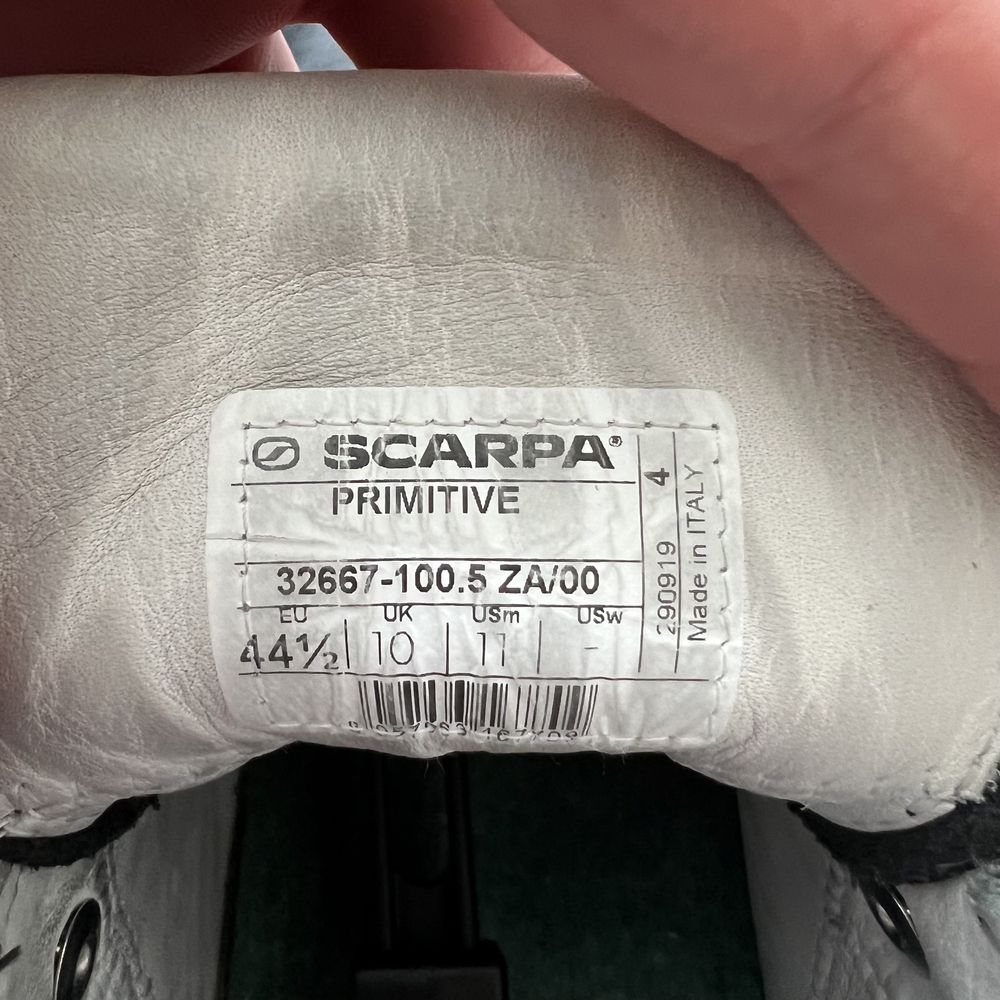 SCARPA®
PRIMITIVE
32667-100.5 ZA/00
EU UK USm USw
44½ 10 11 -
290919 4
Made in ITALY